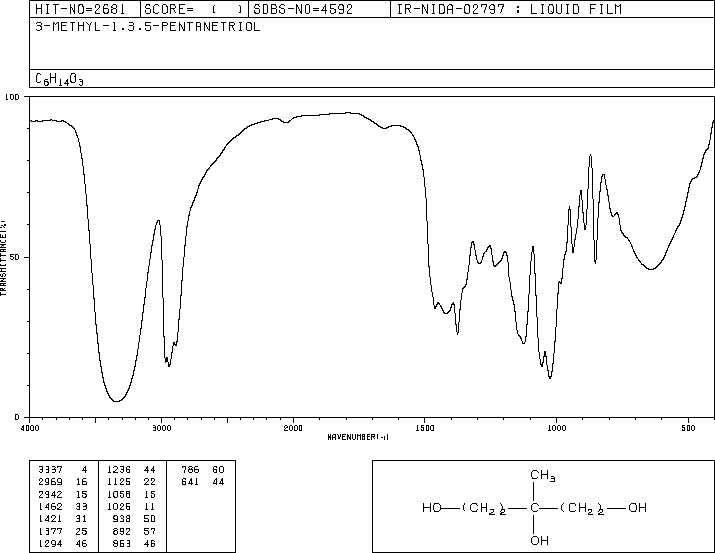 HIT-NO=2681 SCORE= ( ) SDBS-NO=4592 IR-NIDA-02797 : LIQUID FILM
3-METHYL-1.3.5-PENTANETRIOL
C6H14O3
100
TRANSMITTANCE(%)
50
0
4000 3000 2000 1500 1000 500
WAVENUMBER(-1)
3337 4 1236 44 786 60
2969 16 1125 22 641 44
2942 15 1058 15
1462 33 1026 11
1421 31 938 50
1377 25 892 57
1294 46 863 46
CH3
HO—(CH2)2—C—(CH2)2—OH
OH